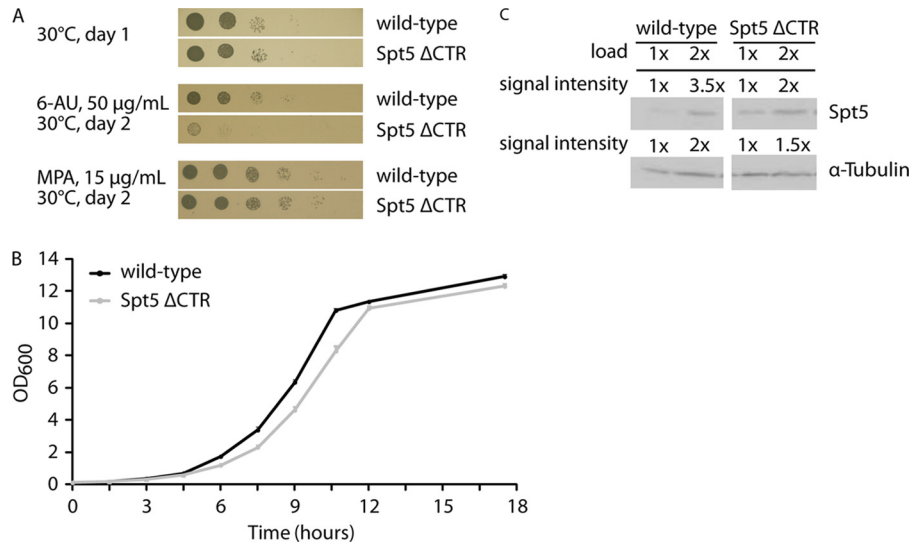 A
30°C, day 1
wild-type
Spt5 ΔCTR
6-AU, 50 µg/mL
30°C, day 2
wild-type
Spt5 ΔCTR
MPA, 15 µg/mL
30°C, day 2
wild-type
Spt5 ΔCTR
C
wild-type Spt5 ΔCTR
load 1x 2x 1x 2x
signal intensity 1x 3.5x 1x 2x
Spt5
signal intensity 1x 2x 1x 1.5x
α-Tubulin
B
wild-type
Spt5 ΔCTR
OD600
14
12
10
8
6
4
2
0
0 3 6 9 12 15 18
Time (hours)